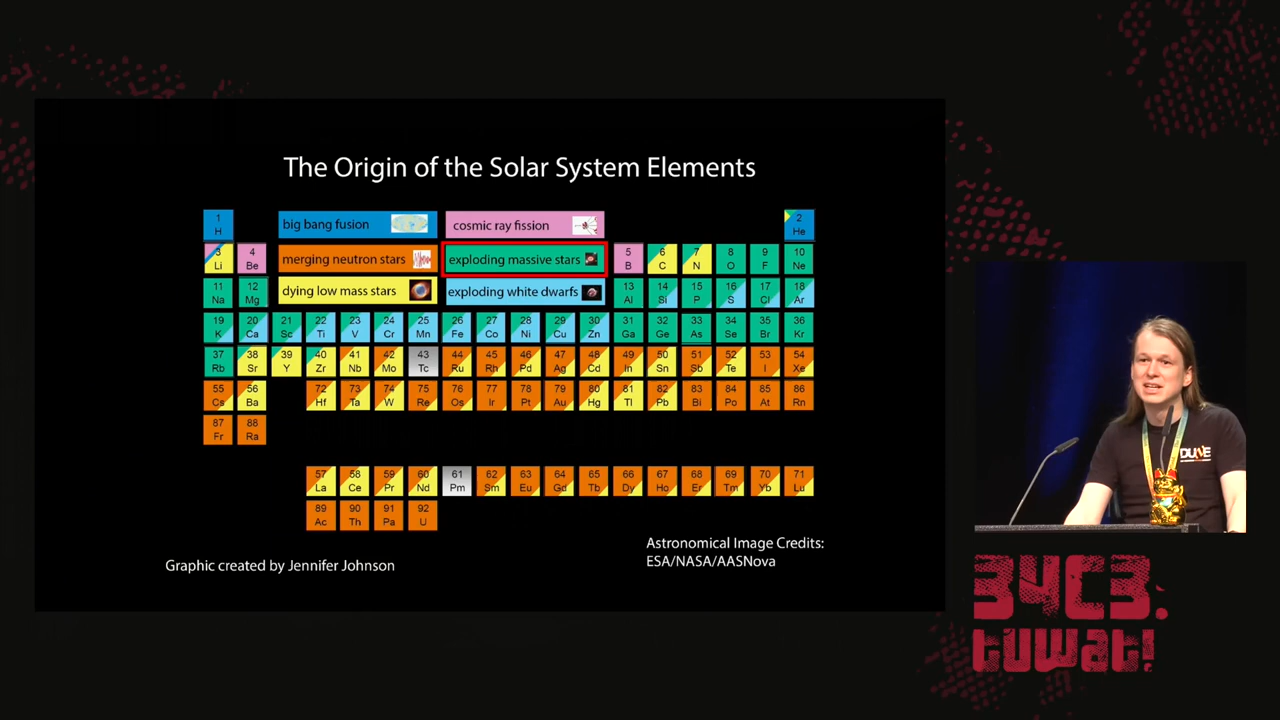 The Origin of the Solar System Elements
1 2
H big bang fusion cosmic ray fission He
3 4 merging neutron stars exploding massive stars 5 6 7 8 9 10
Li Be B C N O F Ne
11 12 dying low mass stars exploding white dwarfs 13 14 15 16 17 18
Na Mg Al Si P S Cl Ar
19 20 21 22 23 24 25 26 27 28 29 30 31 32 33 34 35 36
K Ca Sc Ti V Cr Mn Fe Co Ni Cu Zn Ga Ge As Se Br Kr
37 38 39 40 41 42 43 44 45 46 47 48 49 50 51 52 53 54
Rb Sr Y Zr Nb Mo Tc Ru Rh Pd Ag Cd In Sn Sb Te I Xe
55 56 72 73 74 75 76 77 78 79 80 81 82 83 84 85 86
Cs Ba Hf Ta W Re Os Ir Pt Au Hg Tl Pb Bi Po At Rn
87 88
Fr Ra
57 58 59 60 61 62 63 64 65 66 67 68 69 70 71
La Ce Pr Nd Pm Sm Eu Gd Tb Dy Ho Er Tm Yb Lu
89 90 91 92
Ac Th Pa U
Graphic created by Jennifer Johnson
Astronomical Image Credits:
ESA/NASA/AASNova
DUNE
34C3.
tuwat!